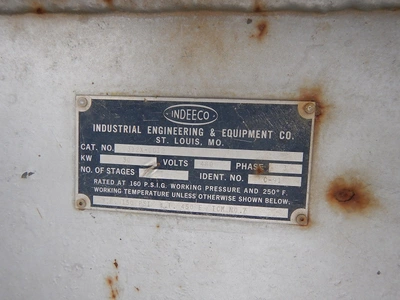 INDEECO
INDUSTRIAL ENGINEERING & EQUIPMENT CO.
ST. LOUIS, MO.
CAT. NO.
KW VOLTS PHASE
NO. OF STAGES IDENT. NO.
RATED AT 160 P.S.I.G. WORKING PRESSURE AND 250° F.
WORKING TEMPERATURE UNLESS OTHERWISE SHOWN BELOW: